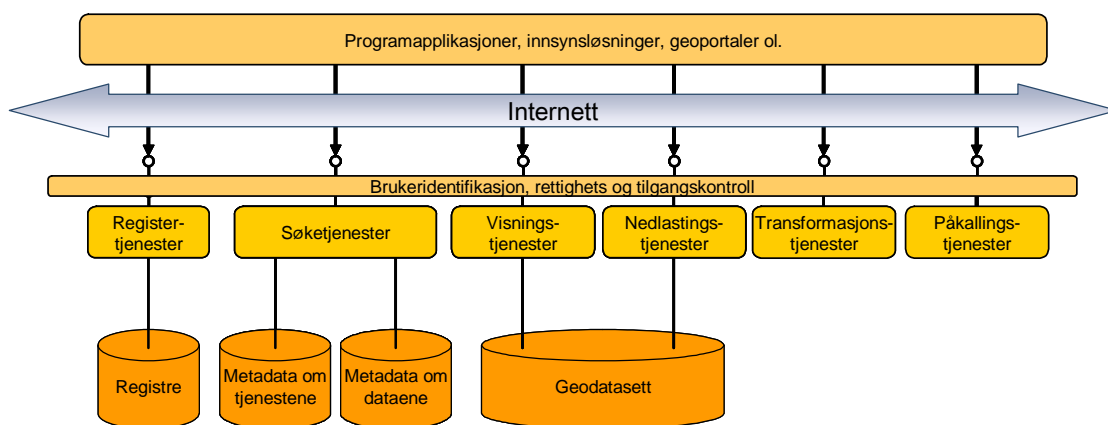 Programapplikasjoner, innsynsløsninger, geoportaler ol.
Internett
Brukeridentifikasjon, rettighets og tilgangskontroll
Register-
tjenester
Søketjenester
Visnings-
tjenester
Nedlastings-
tjenester
Transformasjons-
tjenester
Påkallings-
tjenester
Registre
Metadata om
tjenestene
Metadata om
dataene
Geodatasett